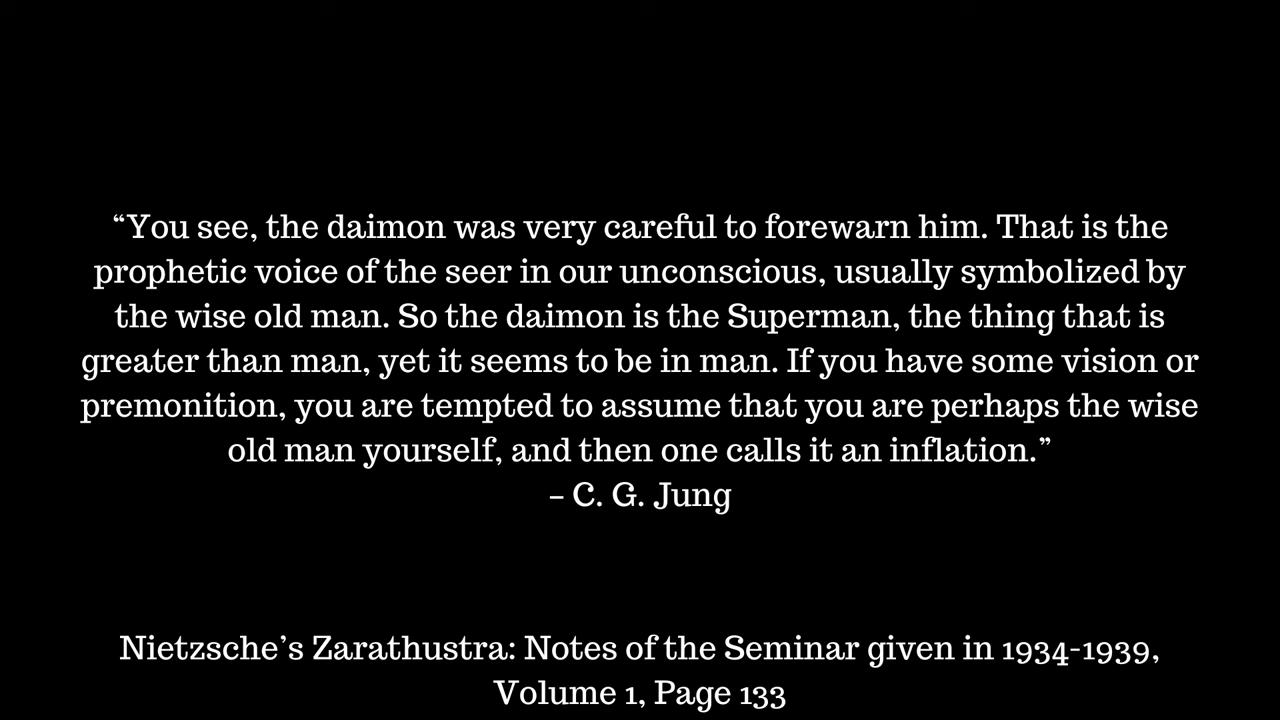 “You see, the daimon was very careful to forewarn him. That is the
prophetic voice of the seer in our unconscious, usually symbolized by
the wise old man. So the daimon is the Superman, the thing that is
greater than man, yet it seems to be in man. If you have some vision or
premonition, you are tempted to assume that you are perhaps the wise
old man yourself, and then one calls it an inflation.”
– C. G. Jung
Nietzsche’s Zarathustra: Notes of the Seminar given in 1934-1939,
Volume 1, Page 133